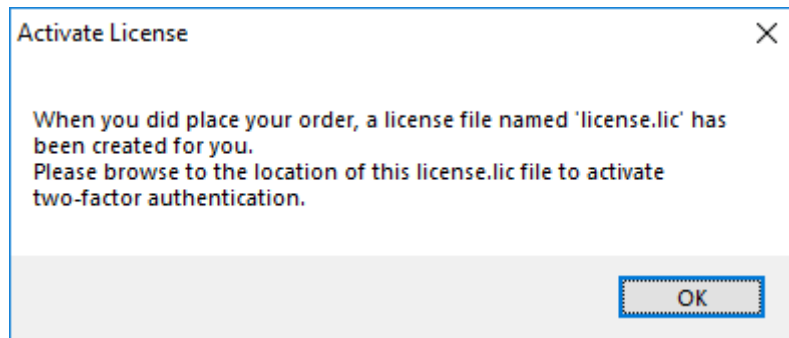 Activate License
When you did place your order, a license file named 'license.lic' has
been created for you.
Please browse to the location of this license.lic file to activate
two-factor authentication.
OK